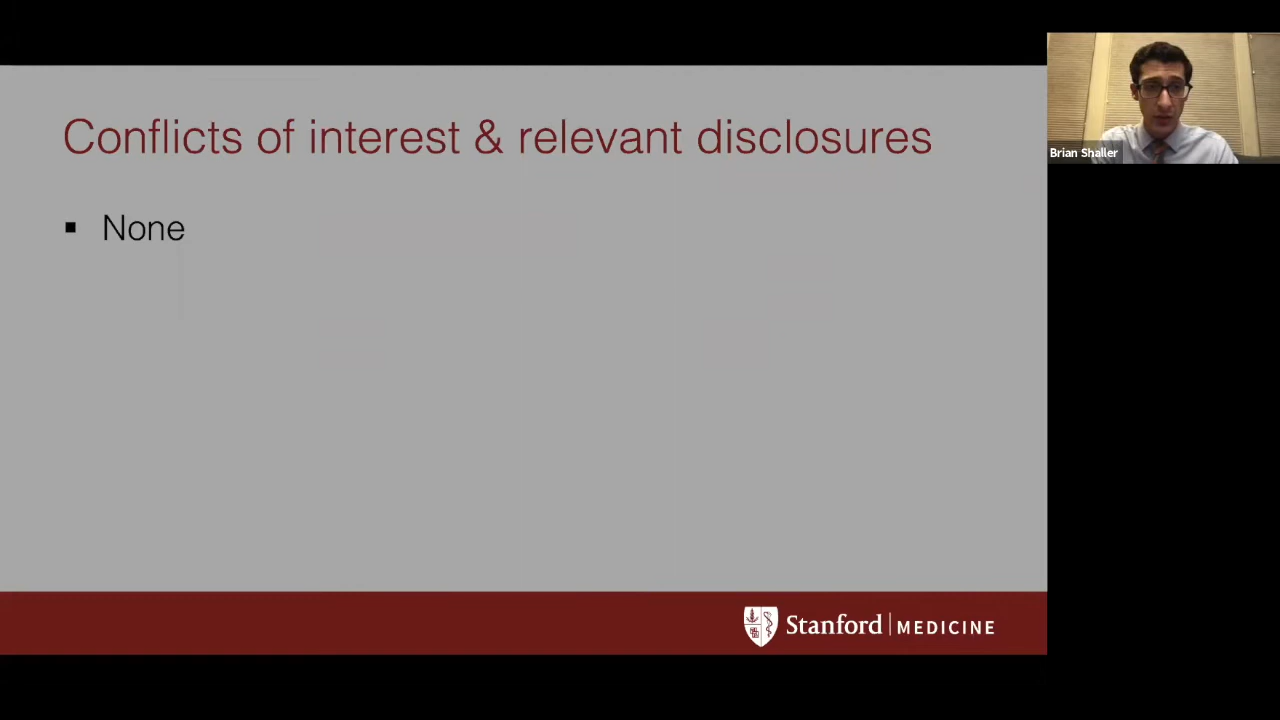 Conflicts of interest & relevant disclosures
▪ None
Brian Shaller
Stanford | MEDICINE